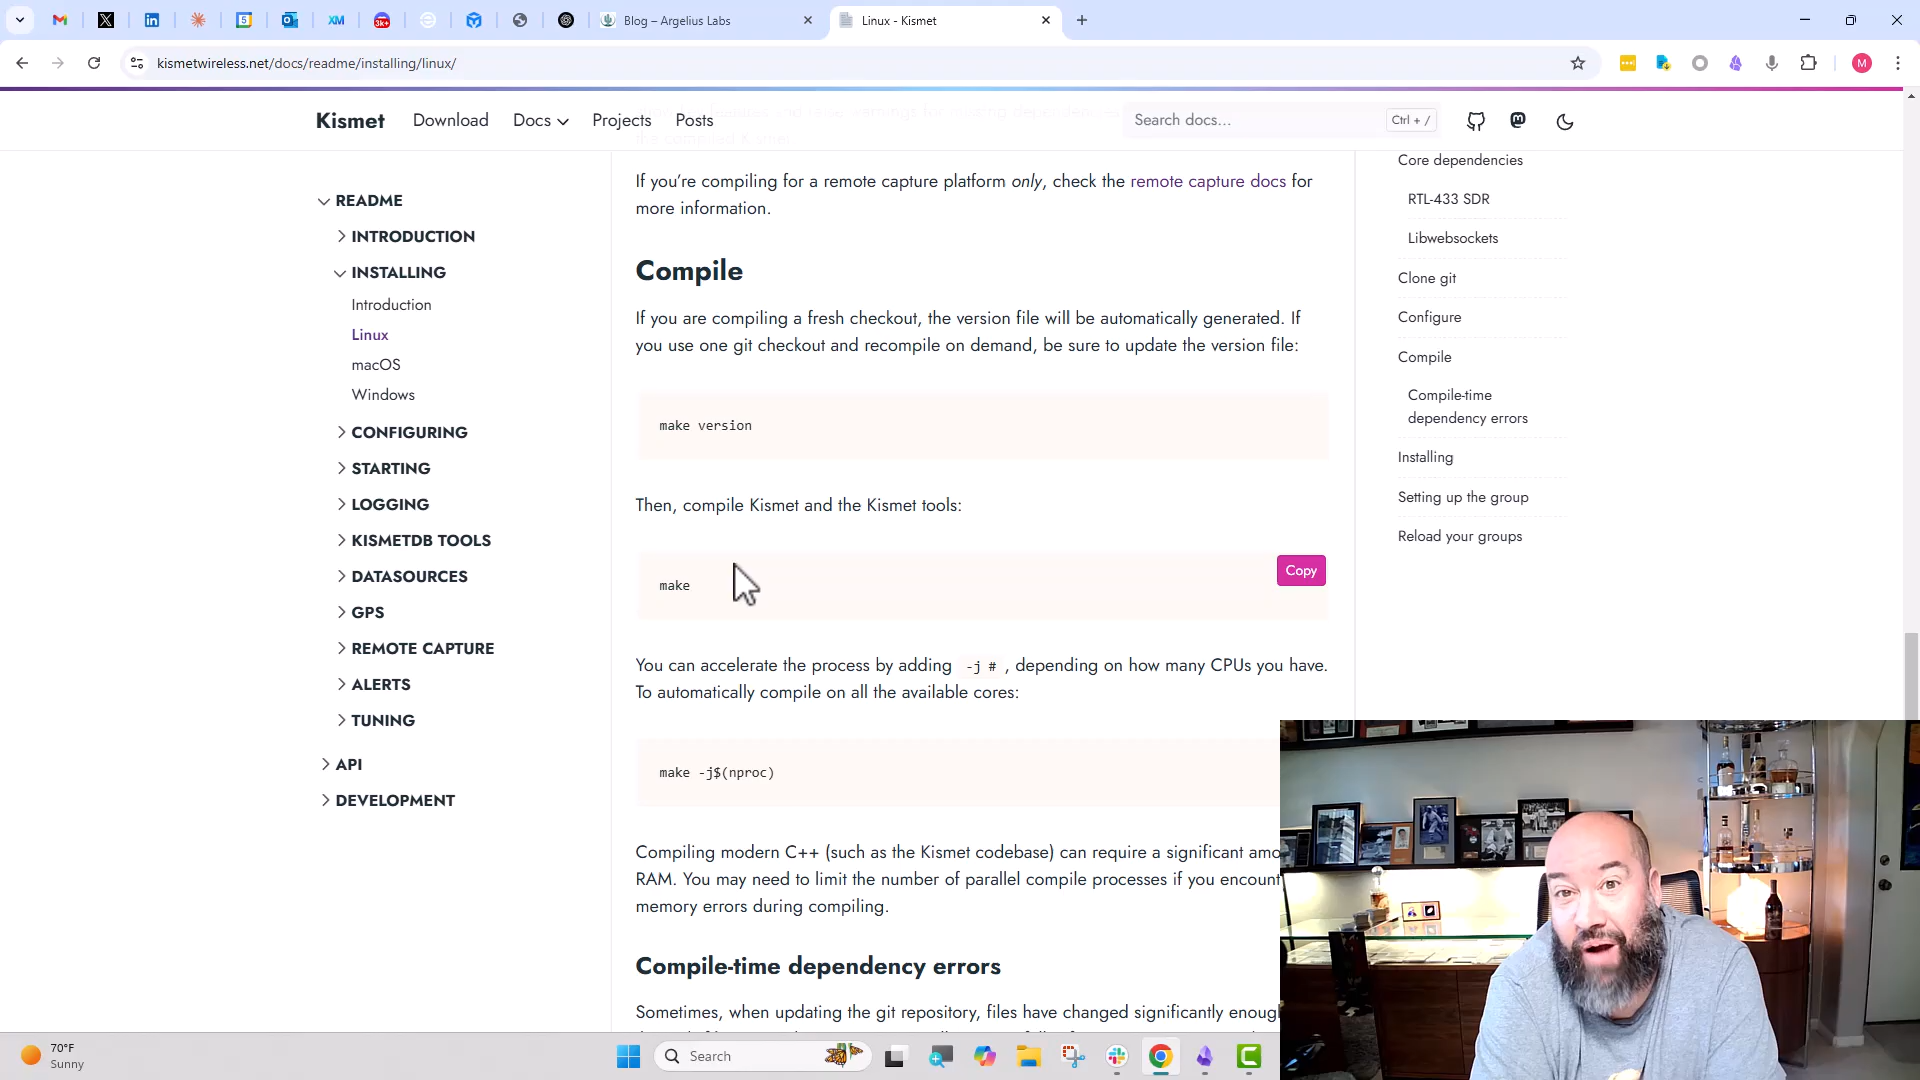 Blog – Argelius Labs
Linux - Kismet
3k+
5
XM
kismetwireless.net/docs/readme/installing/linux/
M
Kismet
Download
Docs
Projects
Posts
Search docs...
Ctrl + /
README
INTRODUCTION
INSTALLING
Introduction
Linux
macOS
Windows
CONFIGURING
STARTING
LOGGING
KISMETDB TOOLS
DATASOURCES
GPS
REMOTE CAPTURE
ALERTS
TUNING
API
DEVELOPMENT
If you're compiling for a remote capture platform only, check the remote capture docs for
more information.
Compile
If you are compiling a fresh checkout, the version file will be automatically generated. If
you use one git checkout and recompile on demand, be sure to update the version file:
make version
Then, compile Kismet and the Kismet tools:
make
Copy
You can accelerate the process by adding -j # , depending on how many CPUs you have.
To automatically compile on all the available cores:
make -j$(nproc)
Compiling modern C++ (such as the Kismet codebase) can require a significant amo
RAM. You may need to limit the number of parallel compile processes if you encount
memory errors during compiling.
Compile-time dependency errors
Sometimes, when updating the git repository, files have changed significantly enough
Core dependencies
RTL-433 SDR
Libwebsockets
Clone git
Configure
Compile
Compile-time
dependency errors
Installing
Setting up the group
Reload your groups
70°F
Sunny
Search